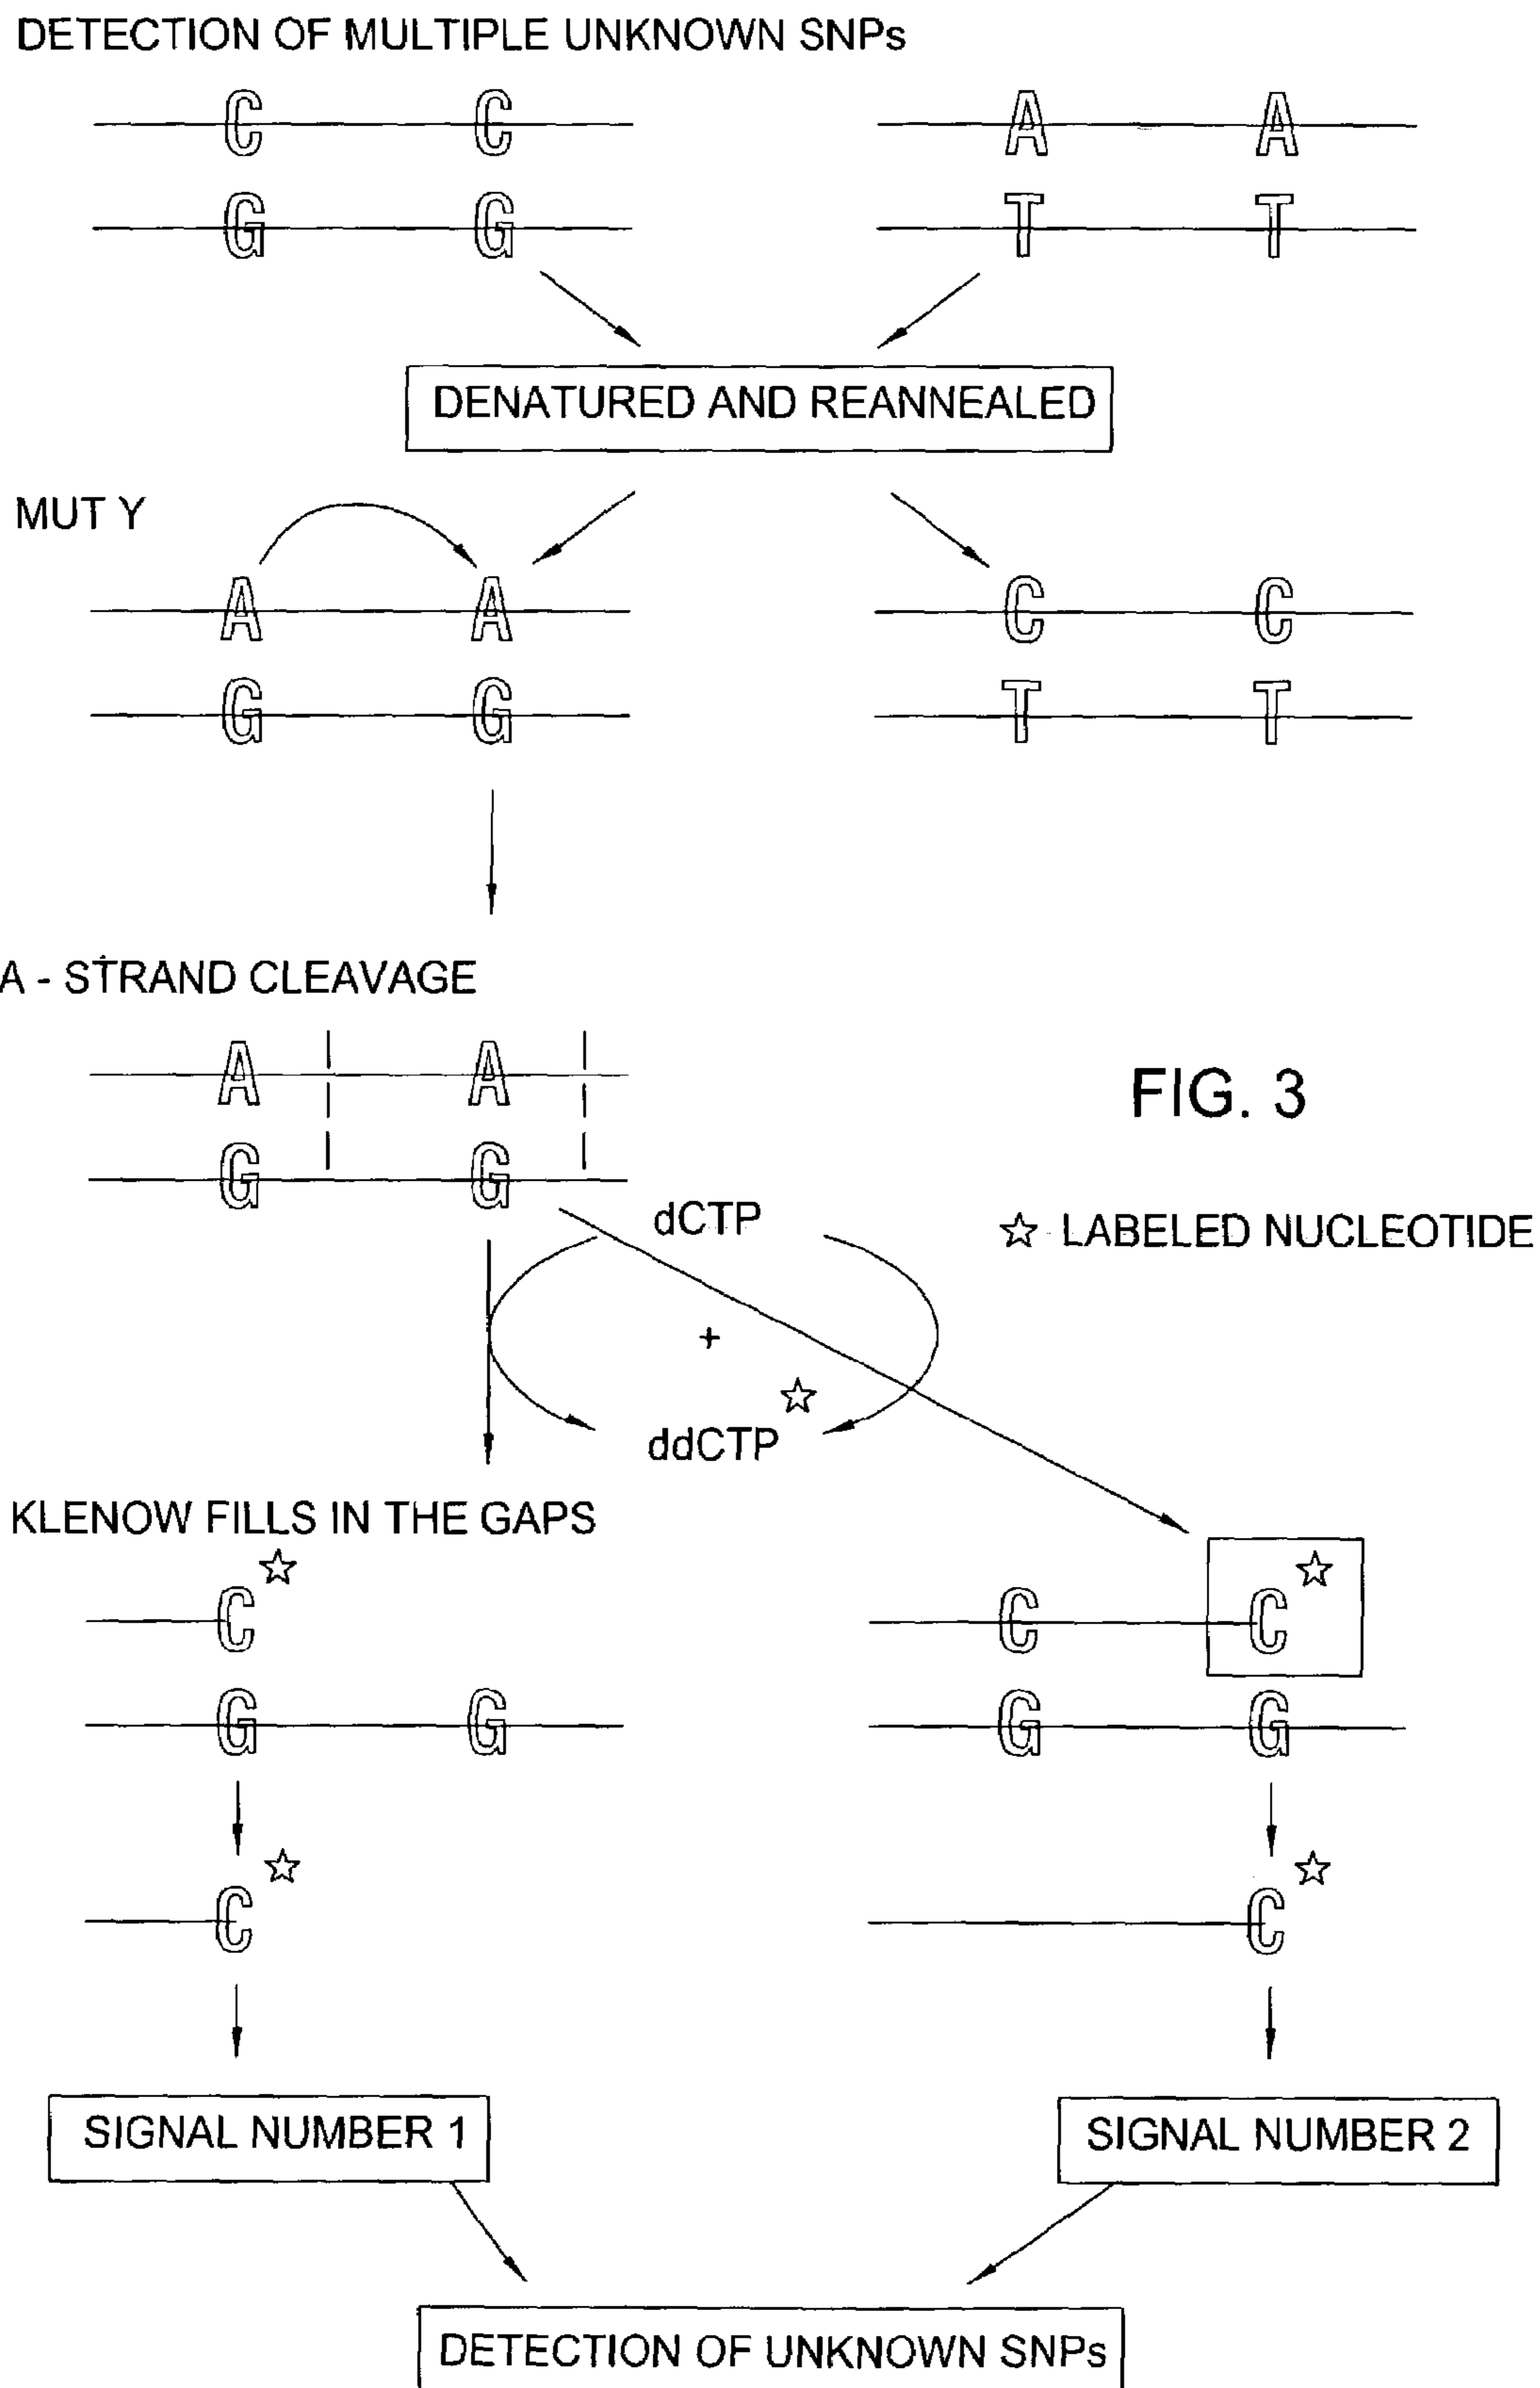 DETECTION OF MULTIPLE UNKNOWN SNPs
C C A A
G G T T
DENATURED AND REANNEALED
MUT Y
A A C C
G G T T
A - STRAND CLEAVAGE
A A
G G
FIG. 3
dCTP
☆ LABELED NUCLEOTIDE
+
☆
ddCTP
KLENOW FILLS IN THE GAPS
☆ ☆
C C C
G G G G
☆ ☆
C C
SIGNAL NUMBER 1 SIGNAL NUMBER 2
DETECTION OF UNKNOWN SNPs